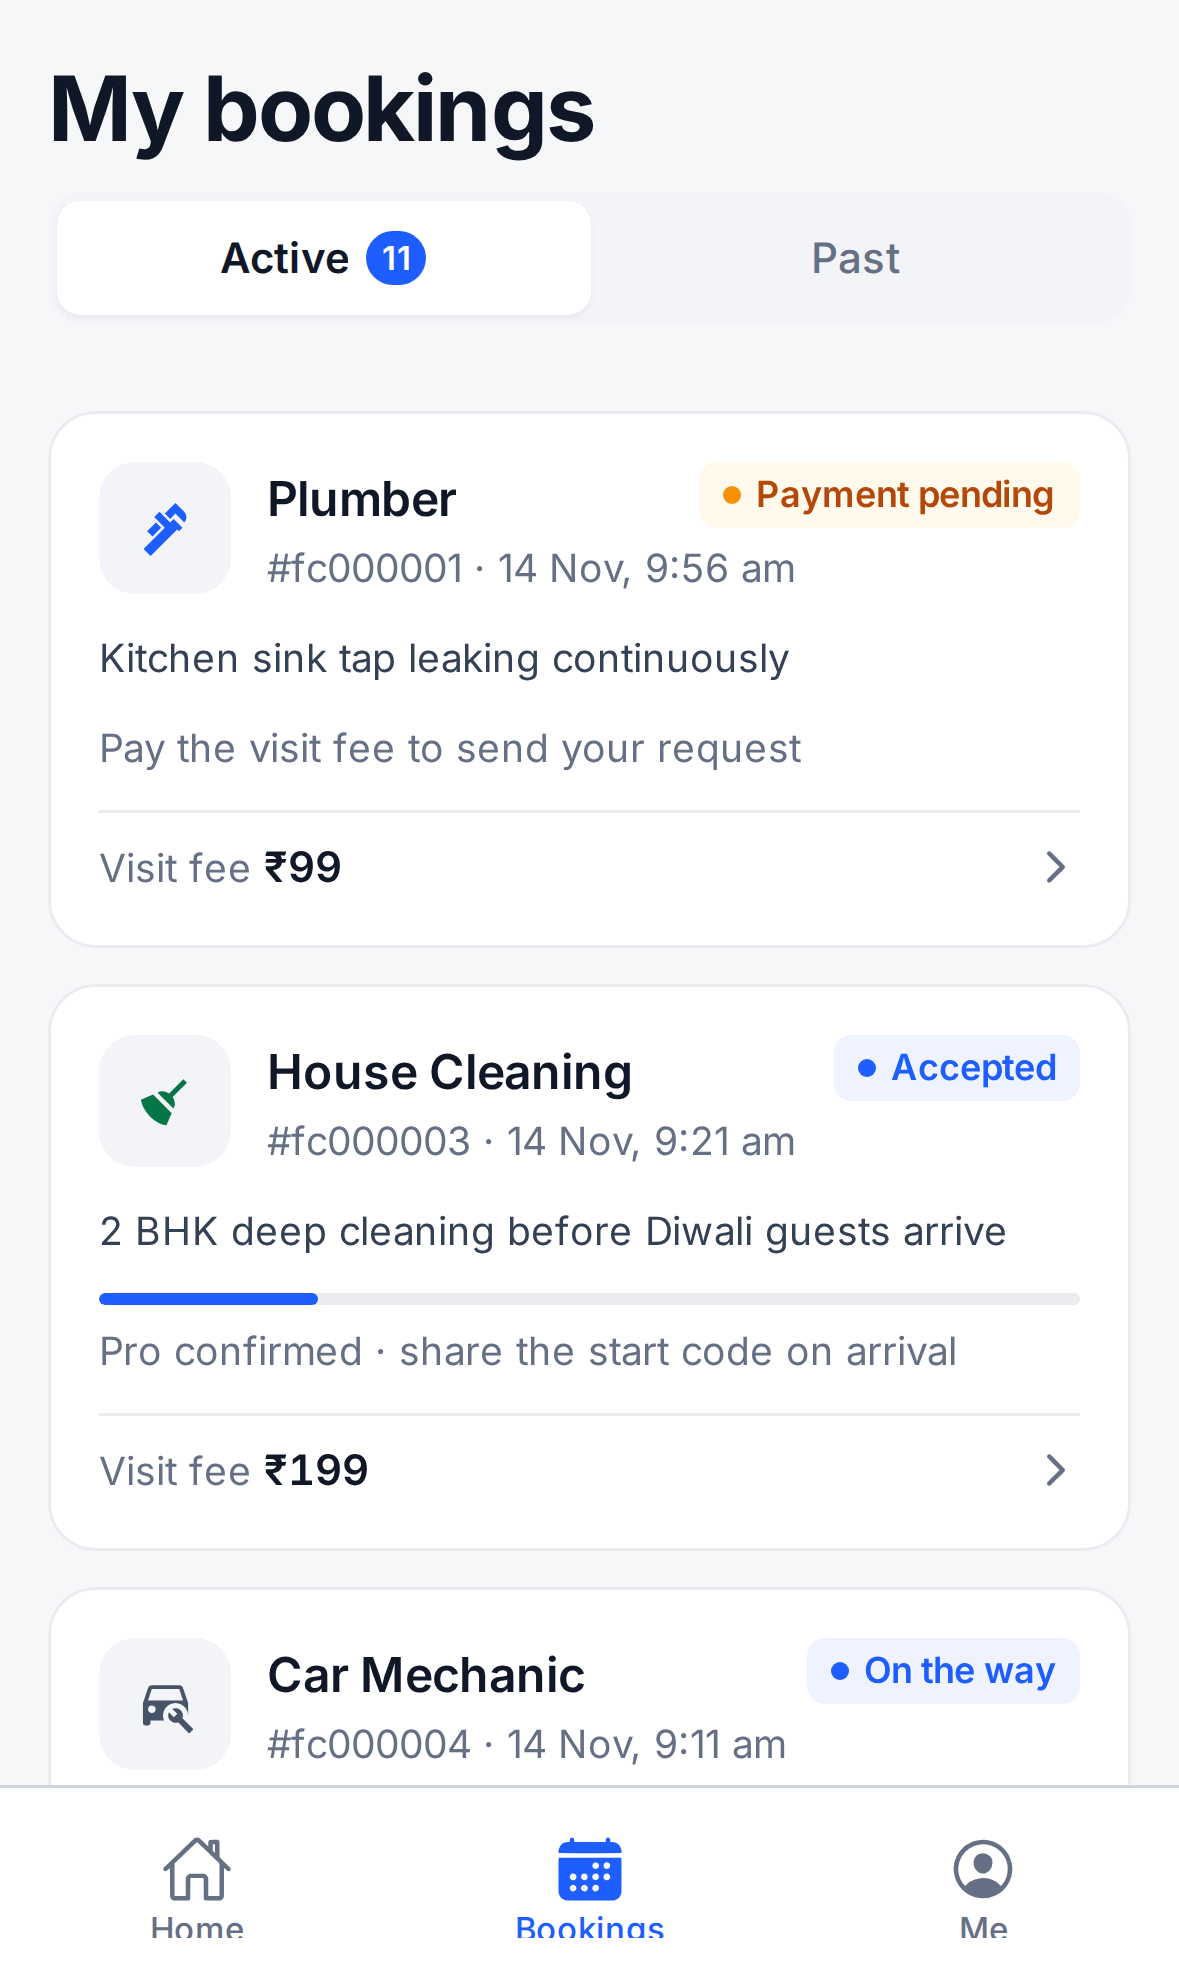 My bookings
Active 11
Past
Plumber
Payment pending
#fc000001 · 14 Nov, 9:56 am
Kitchen sink tap leaking continuously
Pay the visit fee to send your request
Visit fee ₹99
House Cleaning
Accepted
#fc000003 · 14 Nov, 9:21 am
2 BHK deep cleaning before Diwali guests arrive
Pro confirmed · share the start code on arrival
Visit fee ₹199
Car Mechanic
On the way
#fc000004 · 14 Nov, 9:11 am
Home
Bookings
Me